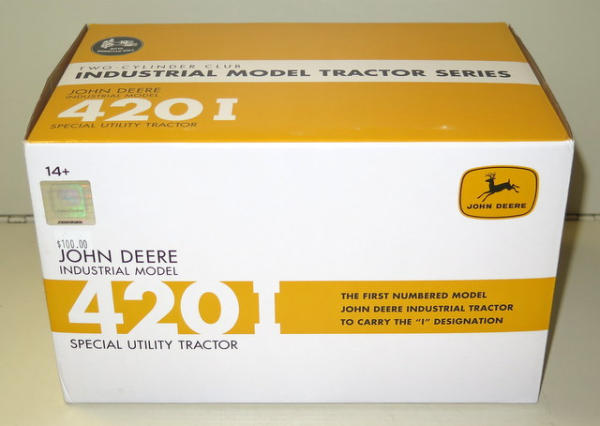 TWO-CYLINDER CLUB
INDUSTRIAL MODEL TRACTOR SERIES
JOHN DEERE
INDUSTRIAL MODEL
420 I
SPECIAL UTILITY TRACTOR
14+
JOHN DEERE
$100.00
JOHN DEERE
INDUSTRIAL MODEL
420 I
SPECIAL UTILITY TRACTOR
THE FIRST NUMBERED MODEL
JOHN DEERE INDUSTRIAL TRACTOR
TO CARRY THE "I" DESIGNATION